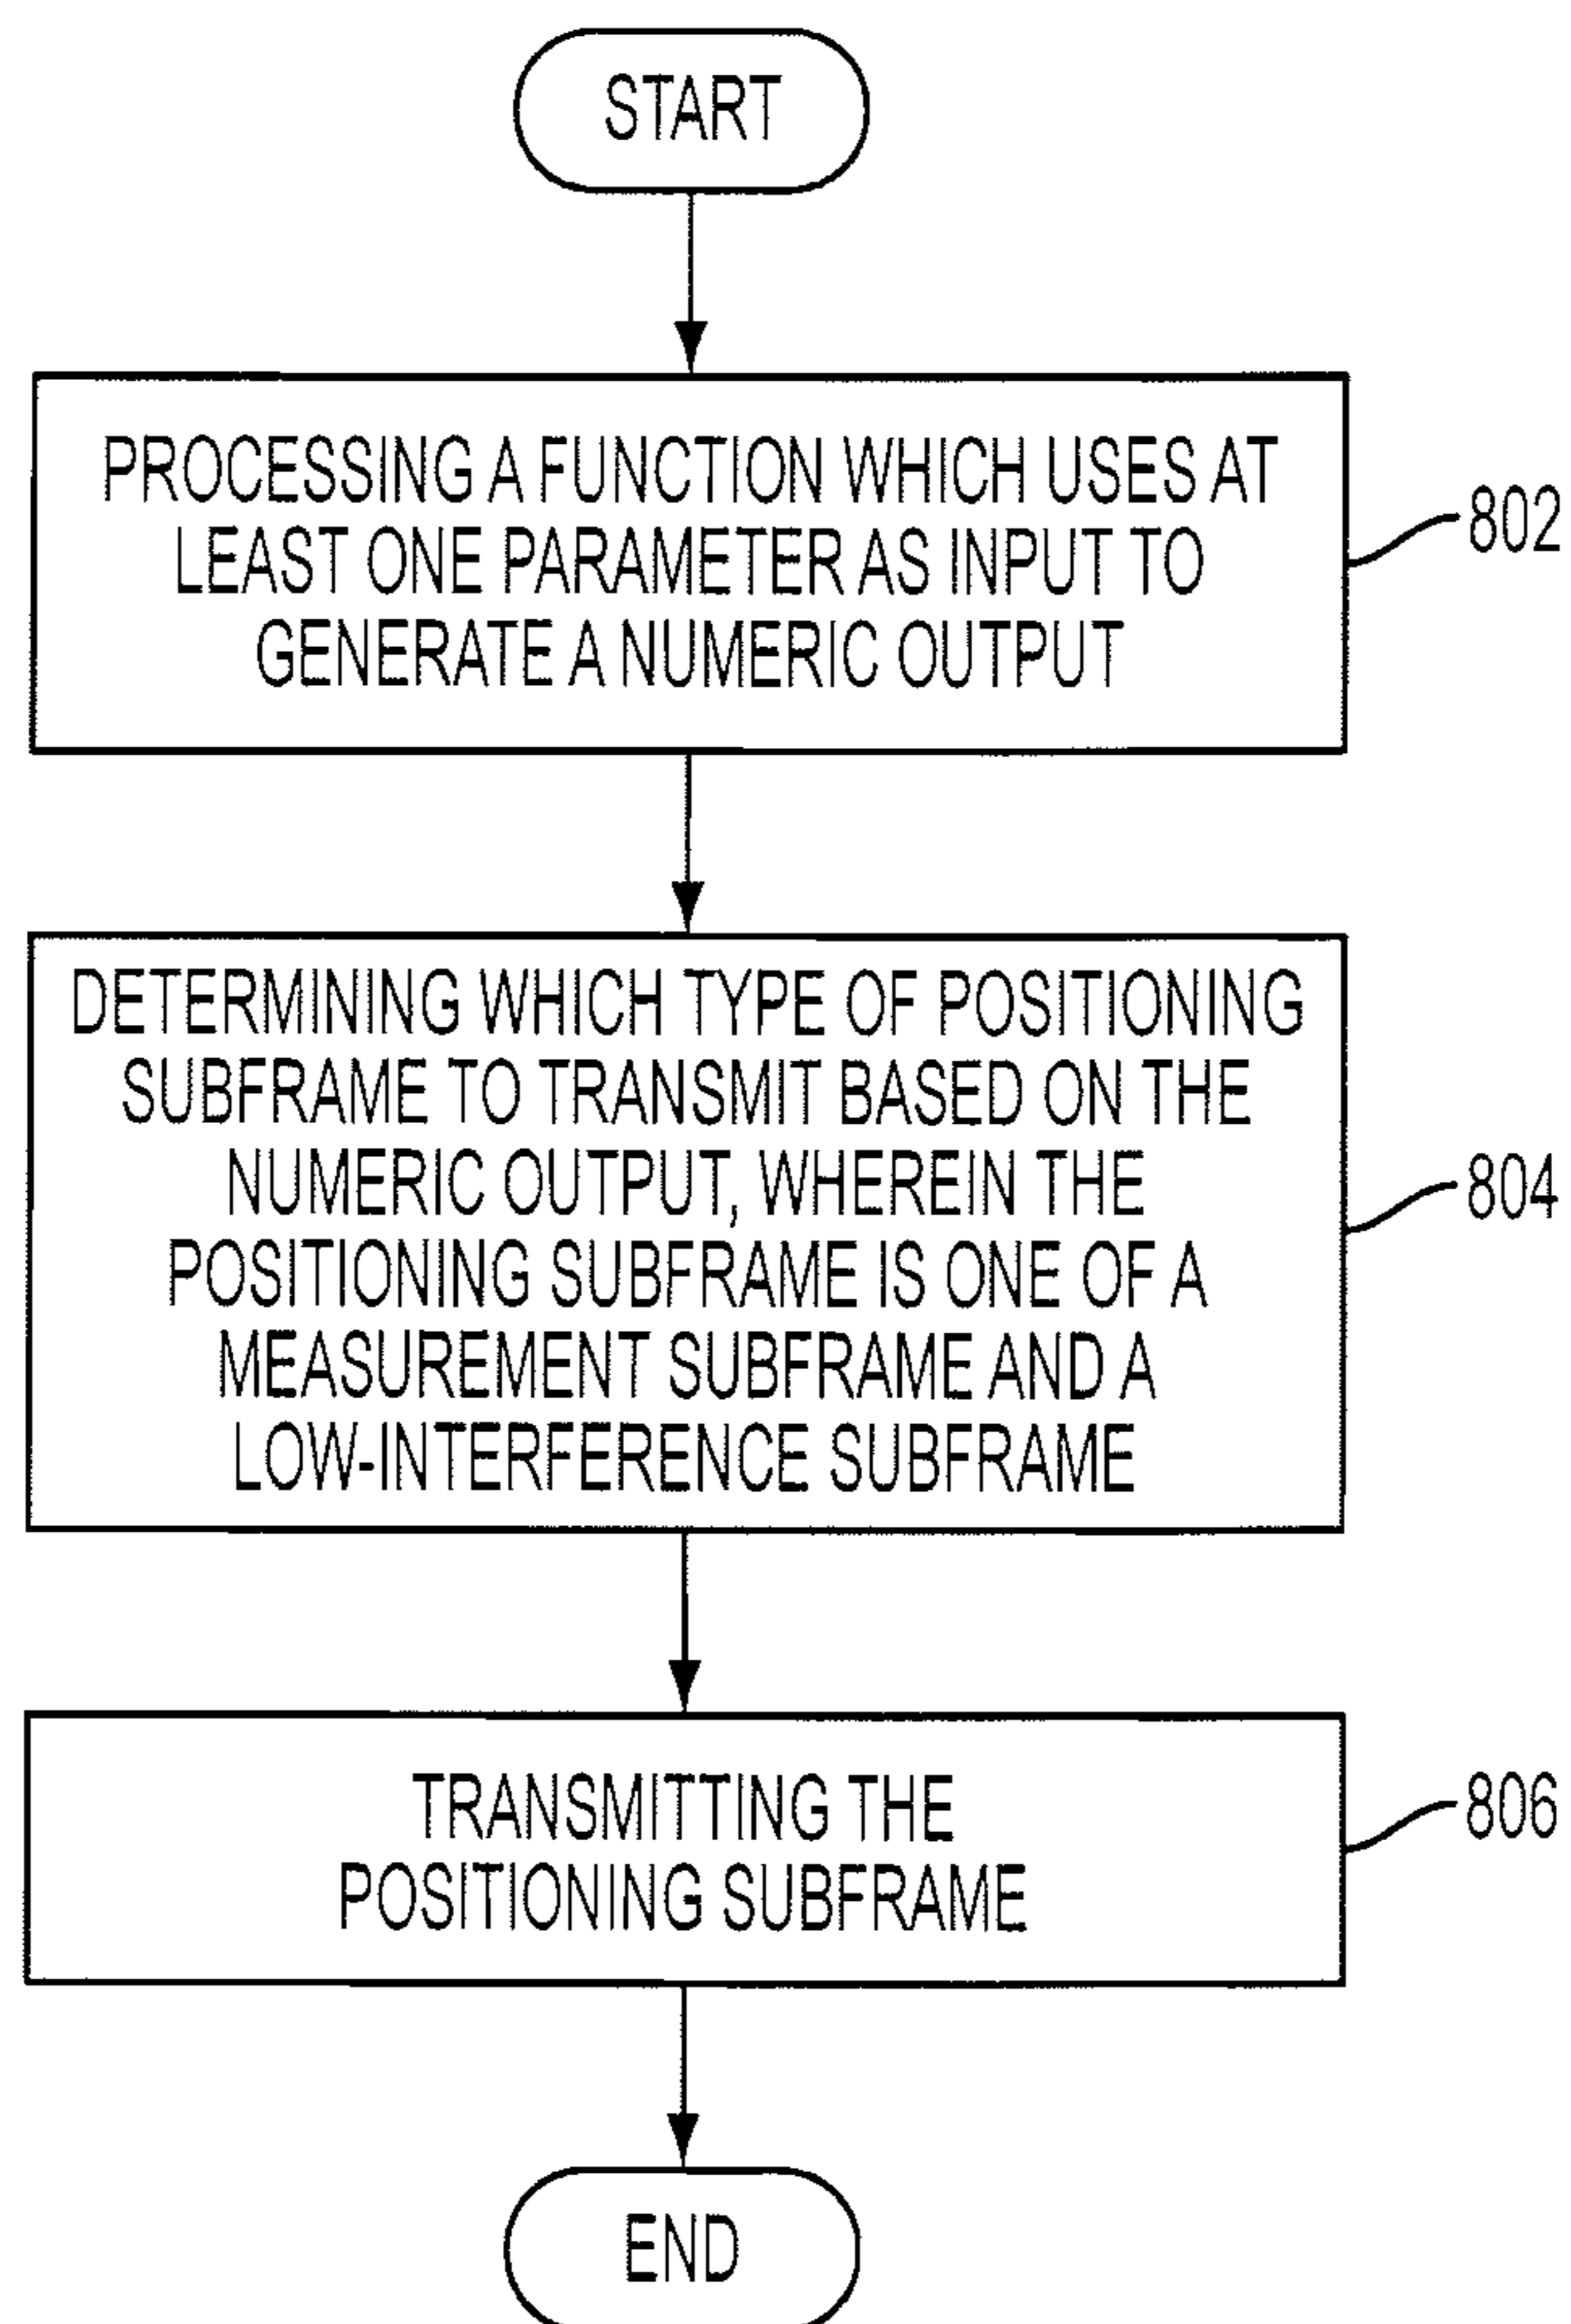 START
PROCESSING A FUNCTION WHICH USES AT
LEAST ONE PARAMETER AS INPUT TO
GENERATE A NUMERIC OUTPUT
802
DETERMINING WHICH TYPE OF POSITIONING
SUBFRAME TO TRANSMIT BASED ON THE
NUMERIC OUTPUT, WHEREIN THE
POSITIONING SUBFRAME IS ONE OF A
MEASUREMENT SUBFRAME AND A
LOW-INTERFERENCE SUBFRAME
804
TRANSMITTING THE
POSITIONING SUBFRAME
806
END